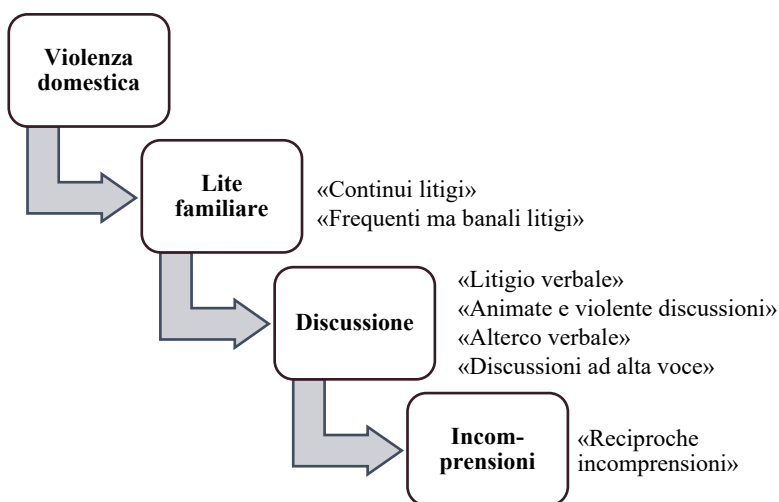 Violenza
domestica
Lite
familiare
«Continui litigi»
«Frequenti ma banali litigi»
Discussione
«Litigio verbale»
«Animate e violente discussioni»
«Alterco verbale»
«Discussioni ad alta voce»
Incom-
prensioni
«Reciproche
incomprensioni»